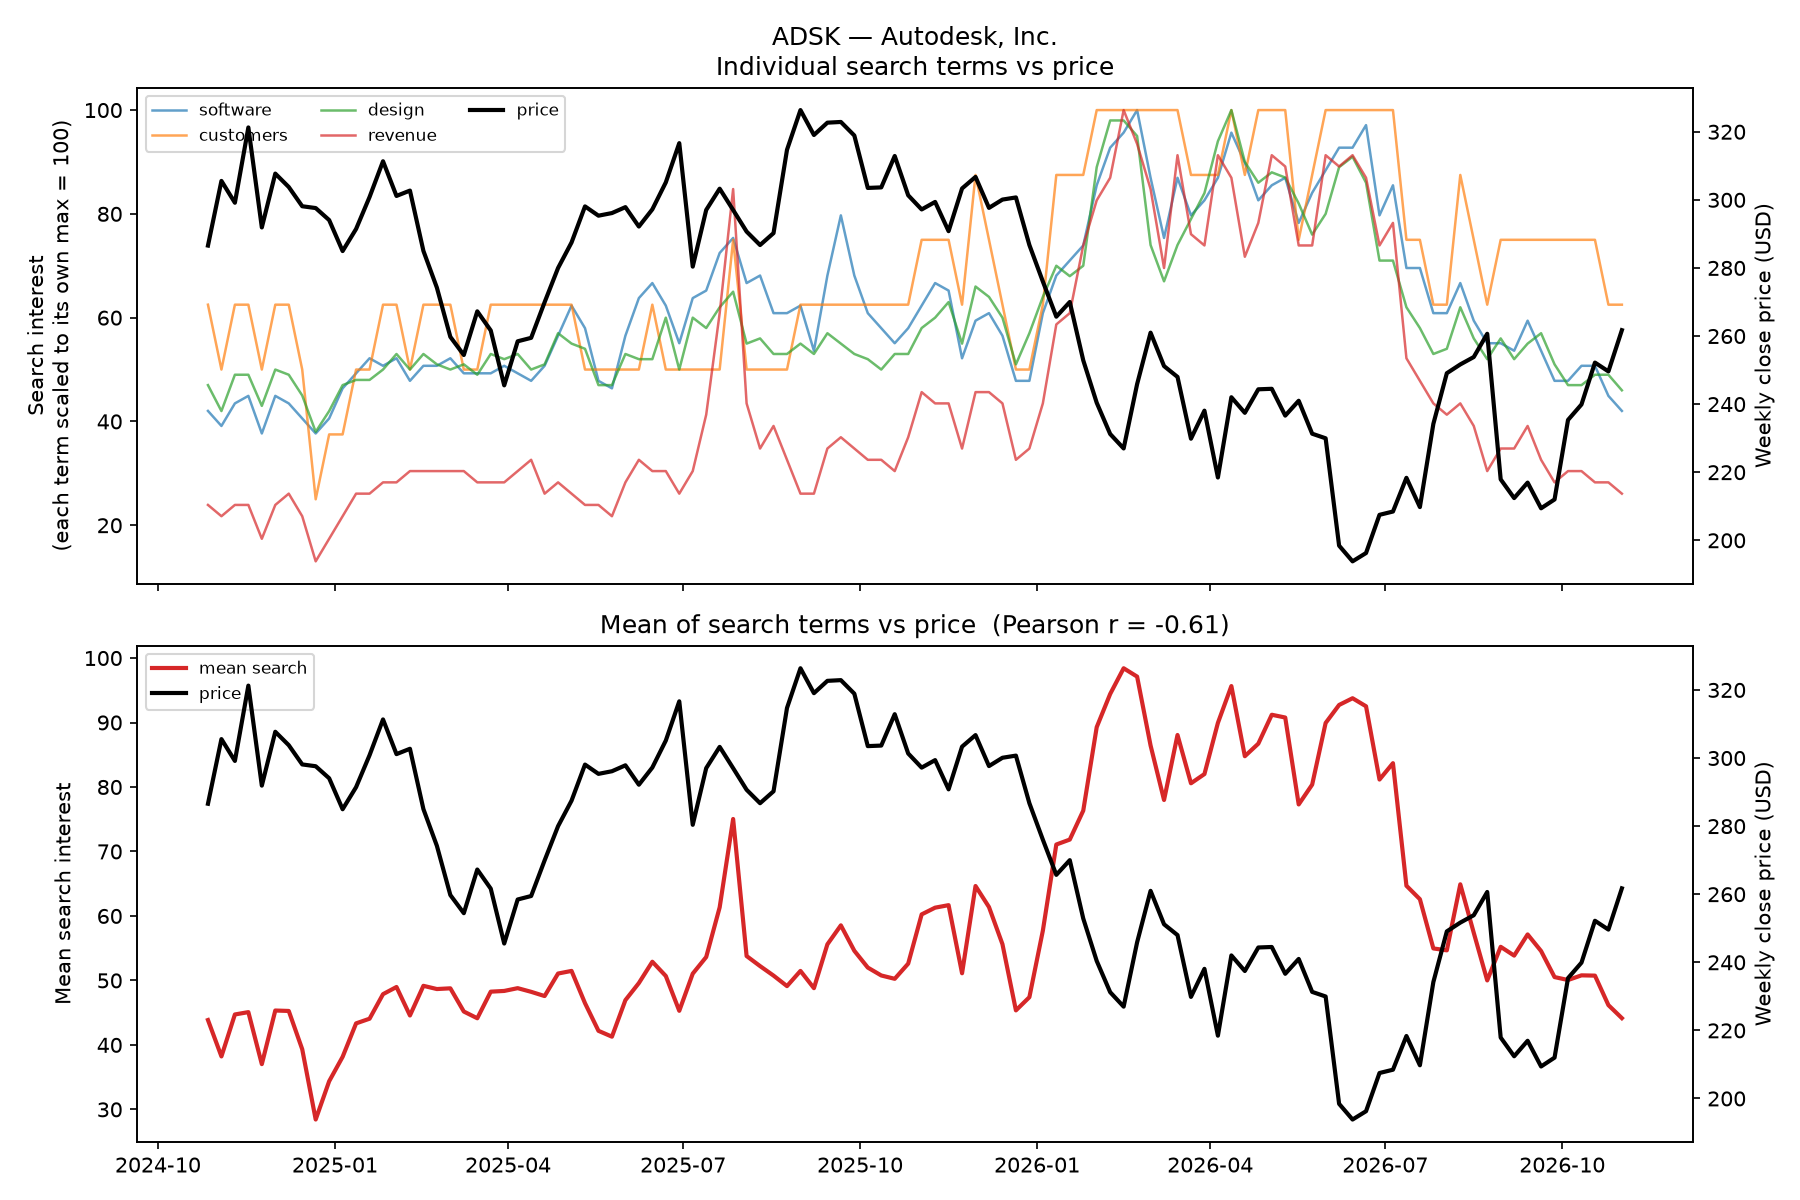 ADSK — Autodesk, Inc.
Individual search terms vs price
software
customers
design
revenue
price
100
80
60
40
20
Search interest
(each term scaled to its own max = 100)
320
300
280
260
240
220
200
Weekly close price (USD)
Mean of search terms vs price  (Pearson r = -0.61)
mean search
price
100
90
80
70
60
50
40
30
Mean search interest
320
300
280
260
240
220
200
Weekly close price (USD)
2024-10
2025-01
2025-04
2025-07
2025-10
2026-01
2026-04
2026-07
2026-10